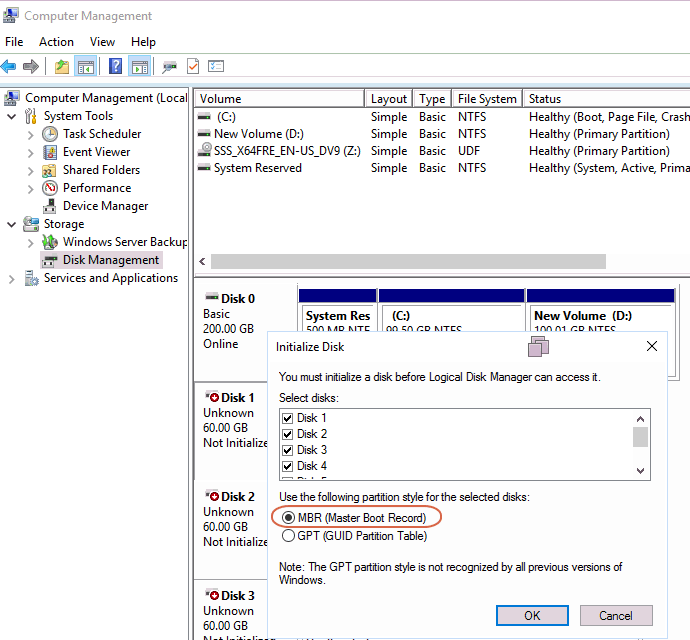 Computer Management
File Action View Help
Computer Management (Local
System Tools
Task Scheduler
Event Viewer
Shared Folders
Performance
Device Manager
Storage
Windows Server Backup
Disk Management
Services and Applications
Volume Layout Type File System Status
(C:) Simple Basic NTFS Healthy (Boot, Page File, Crash
New Volume (D:) Simple Basic NTFS Healthy (Primary Partition)
SSS_X64FRE_EN-US_DV9 (Z:) Simple Basic UDF Healthy (Primary Partition)
System Reserved Simple Basic NTFS Healthy (System, Active, Prima
Disk 0
Basic
200.00 GB
Online
System Res
500 MB NTF
(C:)
99.50 GB NTFS
New Volume (D:)
100.01 GB NTFS
Disk 1
Unknown
60.00 GB
Not Initialize
Disk 2
Unknown
60.00 GB
Not Initialize
Disk 3
Unknown
60.00 GB
Not Initialize
Initialize Disk
You must initialize a disk before Logical Disk Manager can access it.
Select disks:
Disk 1
Disk 2
Disk 3
Disk 4
Use the following partition style for the selected disks:
MBR (Master Boot Record)
GPT (GUID Partition Table)
Note: The GPT partition style is not recognized by all previous versions of
Windows.
OK Cancel